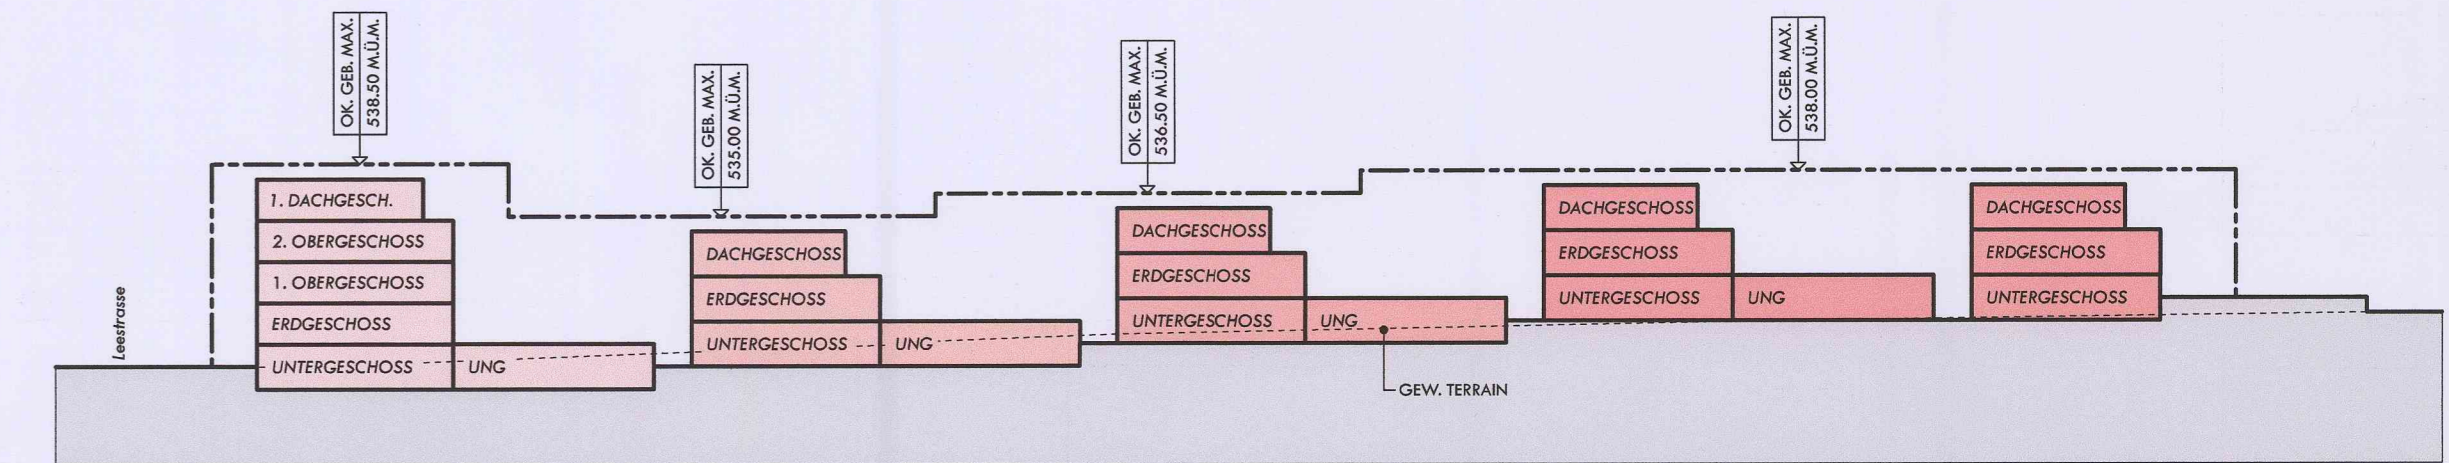 OK. GEB. MAX.
538.50 M.Ü.M.
OK. GEB. MAX.
535.00 M.Ü.M.
OK. GEB. MAX.
536.50 M.Ü.M.
OK. GEB. MAX.
538.00 M.Ü.M.
Leestrasse
1. DACHGESCH.
2. OBERGESCHOSS
1. OBERGESCHOSS
ERDGESCHOSS
UNTERGESCHOSS
UNG
DACHGESCHOSS
ERDGESCHOSS
UNTERGESCHOSS
UNG
DACHGESCHOSS
ERDGESCHOSS
UNTERGESCHOSS
UNG
GEW. TERRAIN
DACHGESCHOSS
ERDGESCHOSS
UNTERGESCHOSS
UNG
DACHGESCHOSS
ERDGESCHOSS
UNTERGESCHOSS